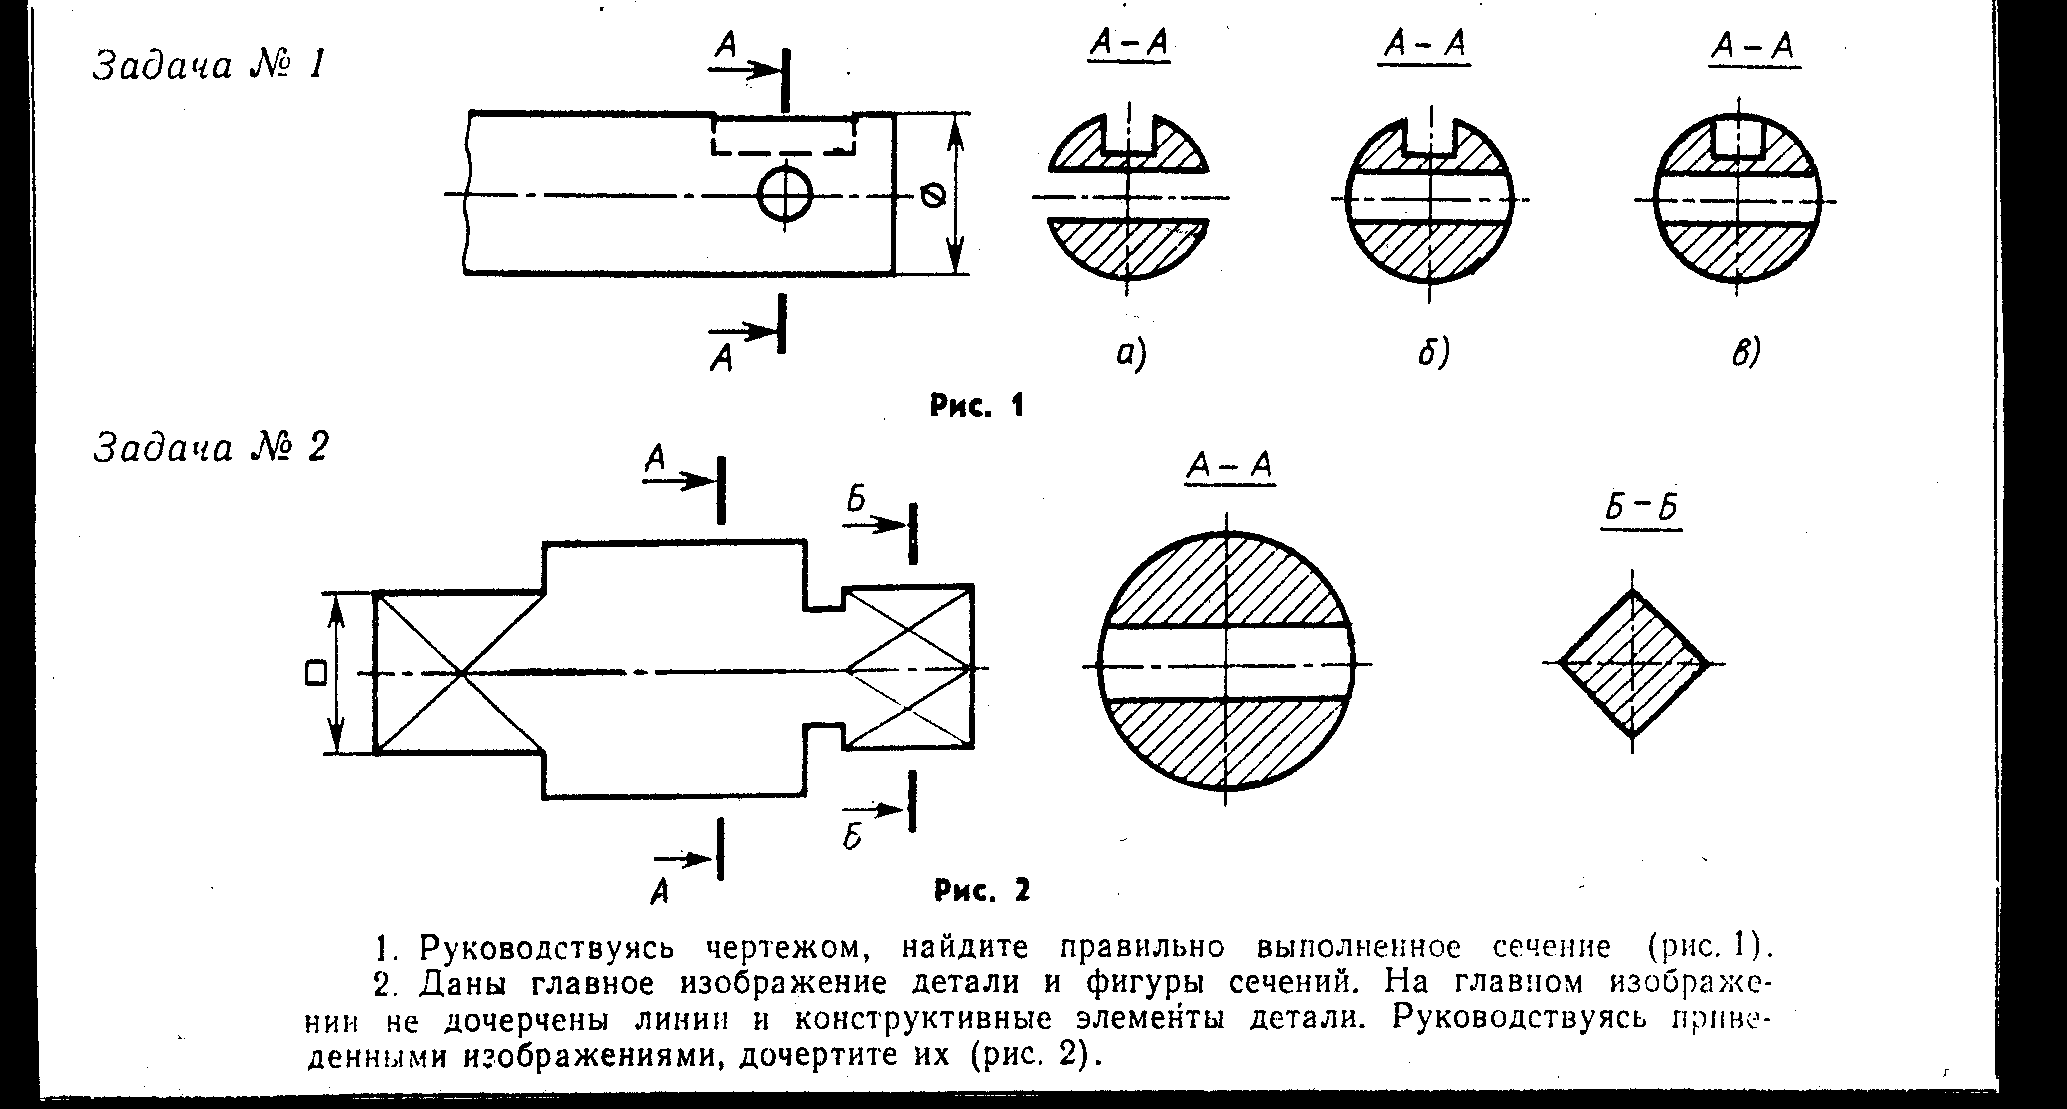 Задача № 1
А
А - А
А - А
А - А
Ø
А
а)
б)
в)
Рис. 1
Задача № 2
А
А - А
Б
Б - Б
□
Б
А
Рис. 2
1. Руководствуясь чертежом, найдите правильно выполненное сечение (рис. 1).
2. Даны главное изображение детали и фигуры сечений. На главном изображе-
нии не дочерчены линии и конструктивные элементы детали. Руководствуясь приве-
денными изображениями, дочертите их (рис. 2).